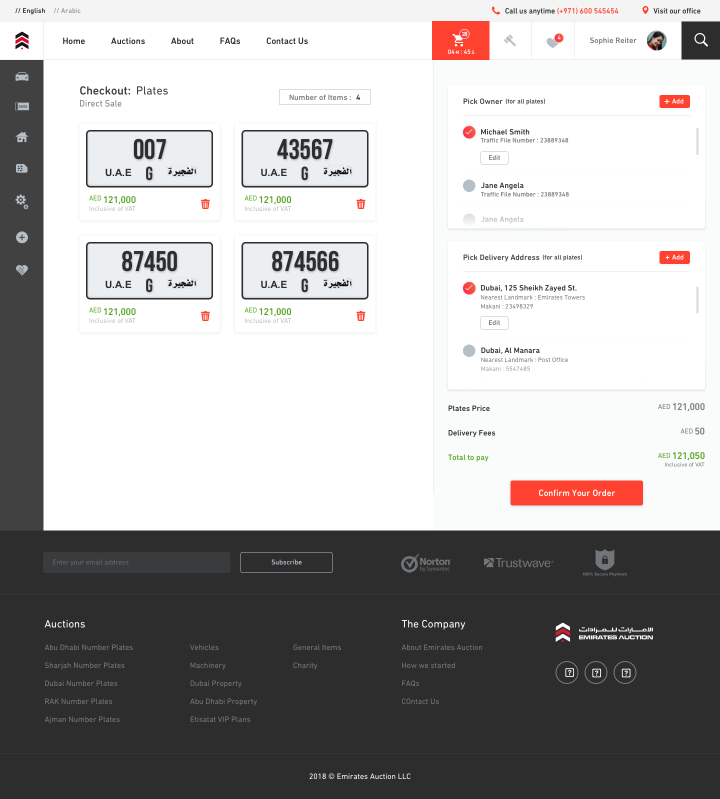 // English // Arabic
Call us anytime (+971) 600 545454
Visit our office
Home Auctions About FAQs Contact Us
28
04 M : 45 S
4
Sophie Reiter
Checkout: Plates
Direct Sale
Number of Items : 4
007
U.A.E G الفجيرة
AED 121,000
Inclusive of VAT
43567
U.A.E G الفجيرة
AED 121,000
Inclusive of VAT
87450
U.A.E G الفجيرة
AED 121,000
Inclusive of VAT
874566
U.A.E G الفجيرة
AED 121,000
Inclusive of VAT
Pick Owner (for all plates)
+ Add
Michael Smith
Traffic File Number : 23889348
Edit
Jane Angela
Traffic File Number : 23889348
Jane Angela
Pick Delivery Address (for all plates)
+ Add
Dubai, 125 Sheikh Zayed St.
Nearest Landmark : Emirates Towers
Makani : 23498329
Edit
Dubai, Al Manara
Nearest Landmark : Post Office
Makani : 5547485
Plates Price AED 121,000
Delivery Fees AED 50
Total to pay AED 121,050
Inclusive of VAT
Confirm Your Order
Enter your email address
Subscribe
Norton
by Symantec
Trustwave
100% Secure Payment
Auctions
Abu Dhabi Number Plates
Sharjah Number Plates
Dubai Number Plates
RAK Number Plates
Ajman Number Plates
Vehicles
Machinery
Dubai Property
Abu Dhabi Property
Etisalat VIP Plans
General Items
Charity
The Company
About Emirates Auction
How we started
FAQs
COntact Us
الإمارات للمزادات
EMIRATES AUCTION
2018 © Emirates Auction LLC